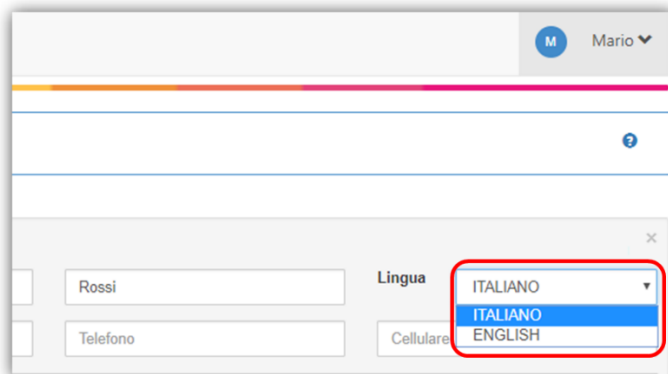 M Mario
?
×
Rossi Lingua ITALIANO
ITALIANO
ENGLISH
Telefono Cellulare